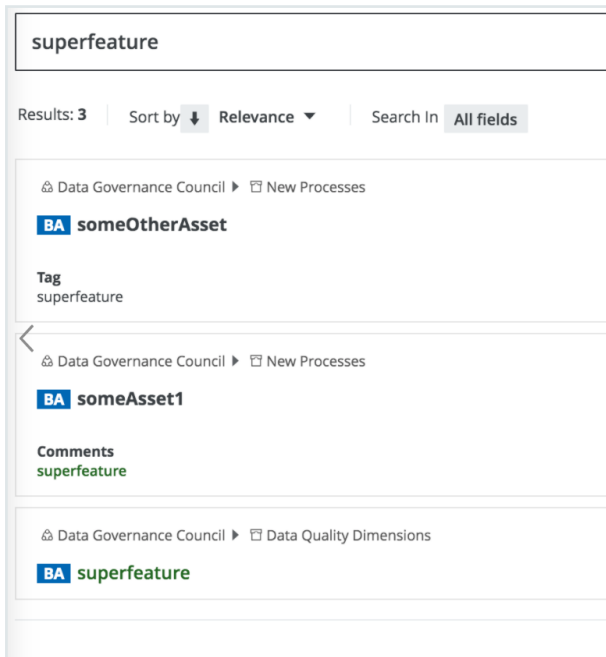 superfeature
Results: 3 Sort by Relevance Search In All fields
Data Governance Council New Processes
BA someOtherAsset
Tag
superfeature
Data Governance Council New Processes
BA someAsset1
Comments
superfeature
Data Governance Council Data Quality Dimensions
BA superfeature